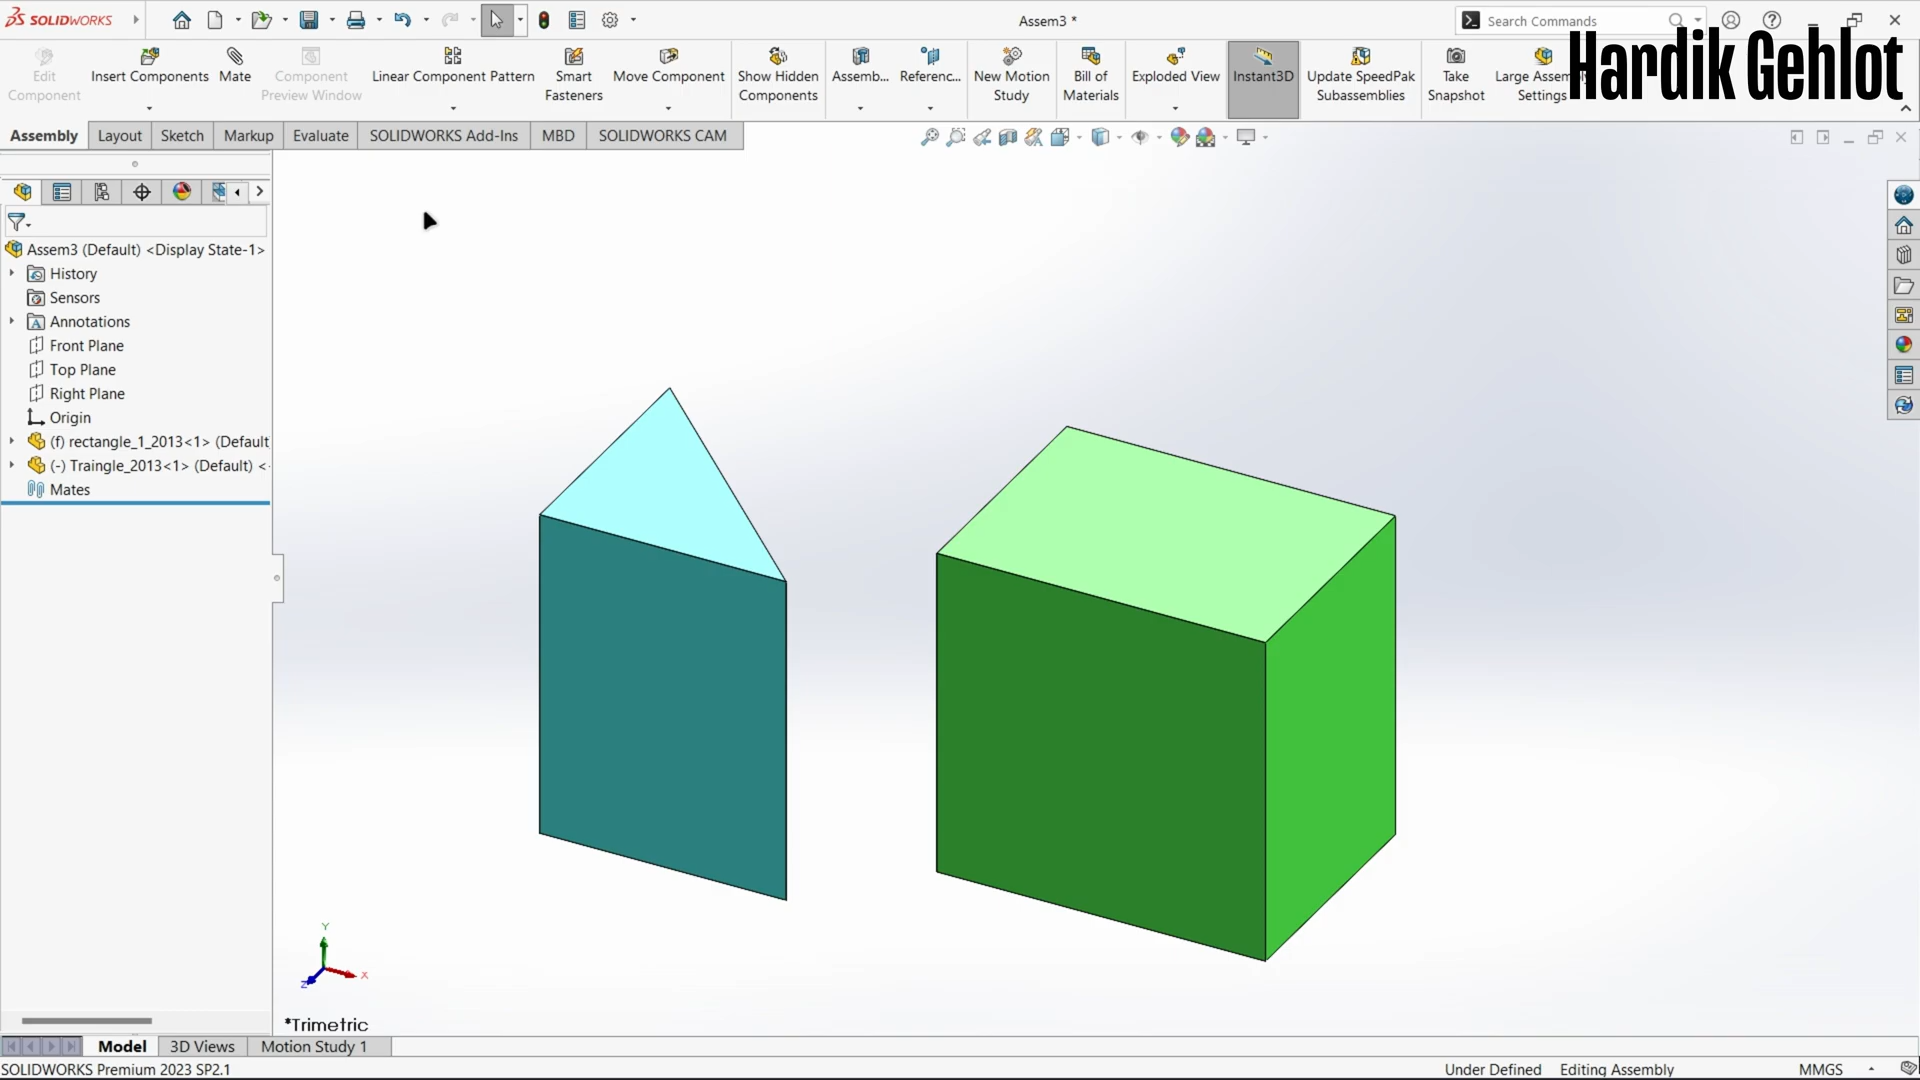 SOLIDWORKS
Assem3 *
Search Commands
Hardik Gehlot
Edit Component
Insert Components
Mate
Component Preview Window
Linear Component Pattern
Smart Fasteners
Move Component
Show Hidden Components
Assemb...
Referenc...
New Motion Study
Bill of Materials
Exploded View
Instant3D
Update SpeedPak Subassemblies
Take Snapshot
Large Assem
Settings
Assembly
Layout
Sketch
Markup
Evaluate
SOLIDWORKS Add-Ins
MBD
SOLIDWORKS CAM
Assem3 (Default) <Display State-1>
History
Sensors
Annotations
Front Plane
Top Plane
Right Plane
Origin
(f) rectangle_1_2013<1> (Default
(-) Traingle_2013<1> (Default) <
Mates
Y
X
Z
*Trimetric
Model
3D Views
Motion Study 1
SOLIDWORKS Premium 2023 SP2.1
Under Defined
Editing Assembly
MMGS